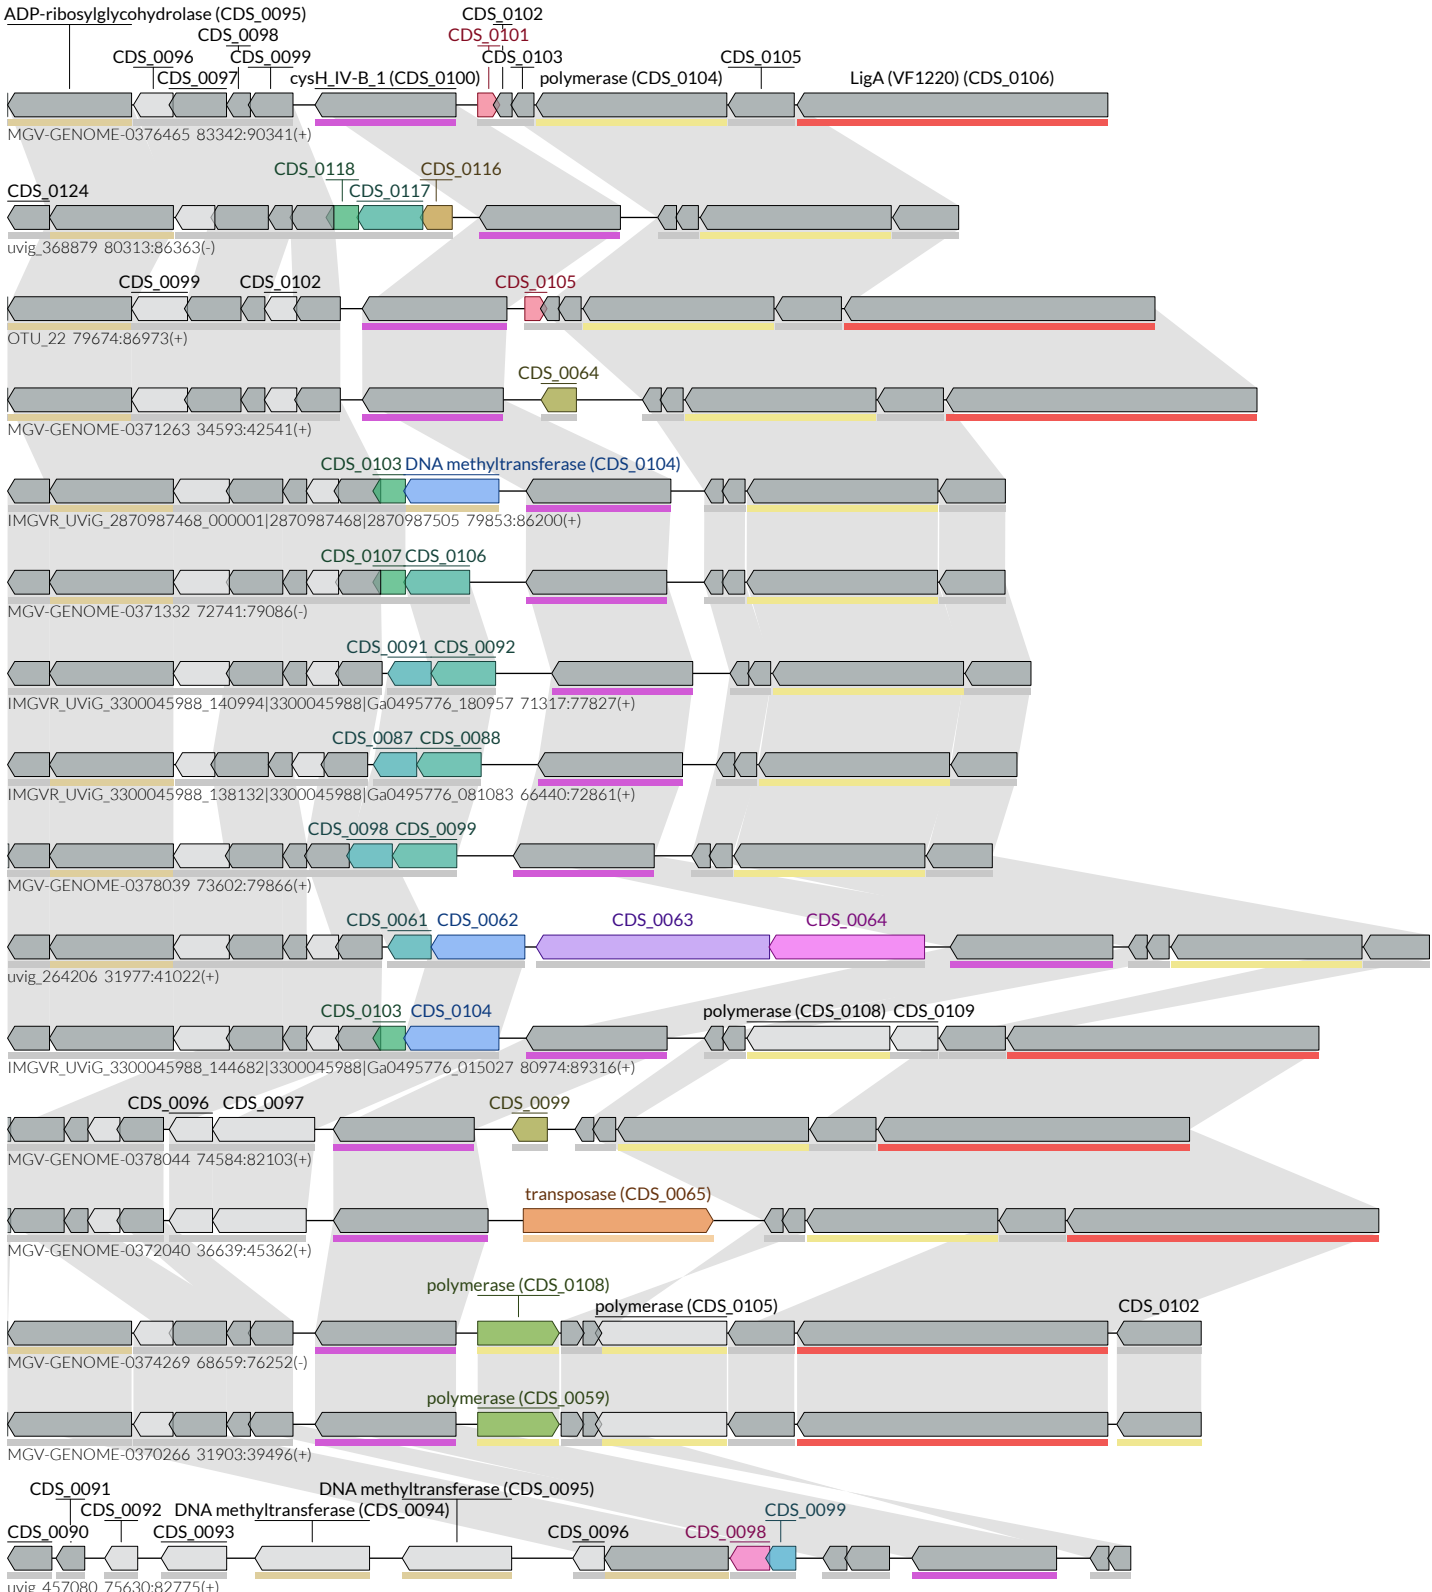 ADP-ribosylglycohydrolase (CDS_0095) CDS_0102
CDS_0098 CDS_0101
CDS_0096 CDS_0099 CDS_0103 CDS_0105
CDS_0097 cysH_IV-B_1 (CDS_0100) polymerase (CDS_0104) LigA (VF1220) (CDS_0106)
MGV-GENOME-0376465 83342:90341(+)
CDS_0118 CDS_0116
CDS_0124 CDS_0117
uvig_368879 80313:86363(-)
CDS_0099 CDS_0102 CDS_0105
OTU_22 79674:86973(+)
CDS_0064
MGV-GENOME-0371263 34593:42541(+)
CDS_0103 DNA methyltransferase (CDS_0104)
IMGVR_UViG_2870987468_000001|2870987468|2870987505 79853:86200(+)
CDS_0107 CDS_0106
MGV-GENOME-0371332 72741:79086(-)
CDS_0091 CDS_0092
IMGVR_UViG_3300045988_140994|3300045988|Ga0495776_180957 71317:77827(+)
CDS_0087 CDS_0088
IMGVR_UViG_3300045988_138132|3300045988|Ga0495776_081083 66440:72861(+)
CDS_0098 CDS_0099
MGV-GENOME-0378039 73602:79866(+)
CDS_0061 CDS_0062 CDS_0063 CDS_0064
uvig_264206 31977:41022(+)
CDS_0103 CDS_0104 polymerase (CDS_0108) CDS_0109
IMGVR_UViG_3300045988_144682|3300045988|Ga0495776_015027 80974:89316(+)
CDS_0096 CDS_0097 CDS_0099
MGV-GENOME-0378044 74584:82103(+)
transposase (CDS_0065)
MGV-GENOME-0372040 36639:45362(+)
polymerase (CDS_0108)
polymerase (CDS_0105) CDS_0102
MGV-GENOME-0374269 68659:76252(-)
polymerase (CDS_0059)
MGV-GENOME-0370266 31903:39496(+)
CDS_0091 DNA methyltransferase (CDS_0095)
CDS_0092 DNA methyltransferase (CDS_0094) CDS_0099
CDS_0090 CDS_0093 CDS_0096 CDS_0098
uvig_457080 75630:82775(+)